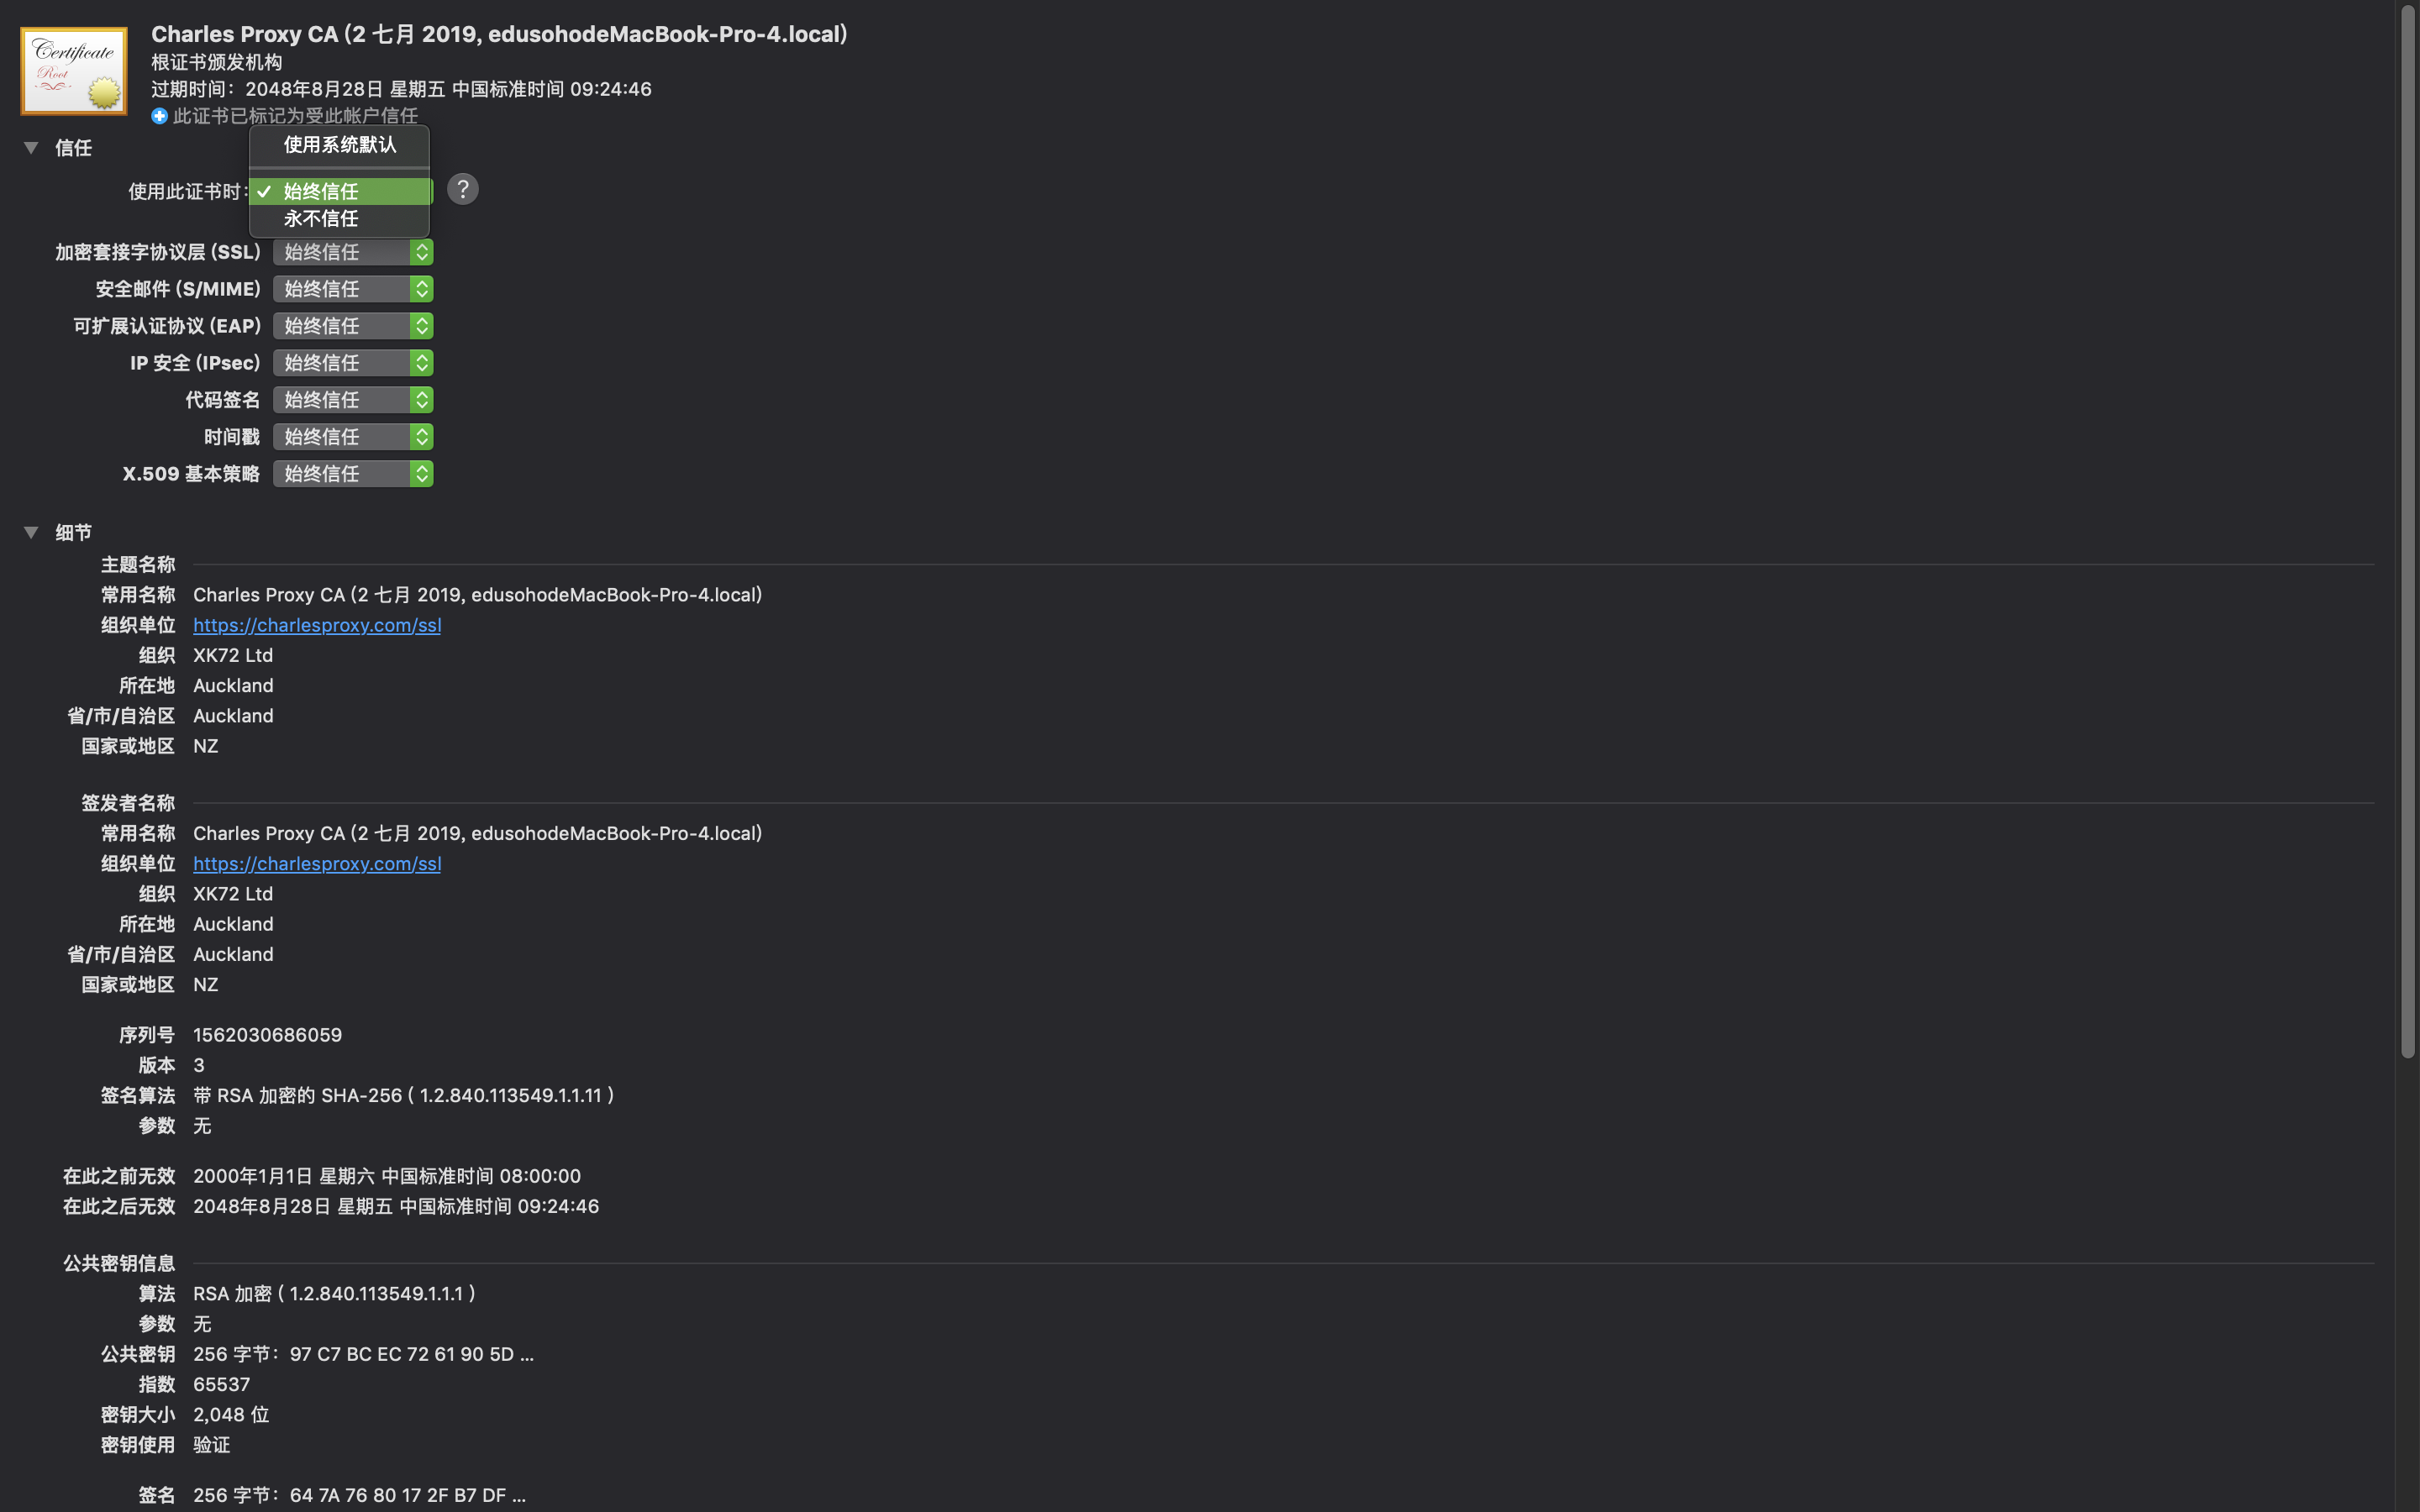 Certificate
Root
Charles Proxy CA (2 七月 2019, edusohodeMacBook-Pro-4.local)
根证书颁发机构
过期时间：2048年8月28日 星期五 中国标准时间 09:24:46
此证书已标记为受此帐户信任
信任
使用系统默认
使用此证书时: ✓ 始终信任 ?
永不信任
加密套接字协议层 (SSL) 始终信任
安全邮件 (S/MIME) 始终信任
可扩展认证协议 (EAP) 始终信任
IP 安全 (IPsec) 始终信任
代码签名 始终信任
时间戳 始终信任
X.509 基本策略 始终信任
细节
主题名称
常用名称 Charles Proxy CA (2 七月 2019, edusohodeMacBook-Pro-4.local)
组织单位 https://charlesproxy.com/ssl
组织 XK72 Ltd
所在地 Auckland
省/市/自治区 Auckland
国家或地区 NZ
签发者名称
常用名称 Charles Proxy CA (2 七月 2019, edusohodeMacBook-Pro-4.local)
组织单位 https://charlesproxy.com/ssl
组织 XK72 Ltd
所在地 Auckland
省/市/自治区 Auckland
国家或地区 NZ
序列号 1562030686059
版本 3
签名算法 带 RSA 加密的 SHA-256 ( 1.2.840.113549.1.1.11 )
参数 无
在此之前无效 2000年1月1日 星期六 中国标准时间 08:00:00
在此之后无效 2048年8月28日 星期五 中国标准时间 09:24:46
公共密钥信息
算法 RSA 加密 ( 1.2.840.113549.1.1.1 )
参数 无
公共密钥 256 字节：97 C7 BC EC 72 61 90 5D ...
指数 65537
密钥大小 2,048 位
密钥使用 验证
签名 256 字节：64 7A 76 80 17 2F B7 DF ...